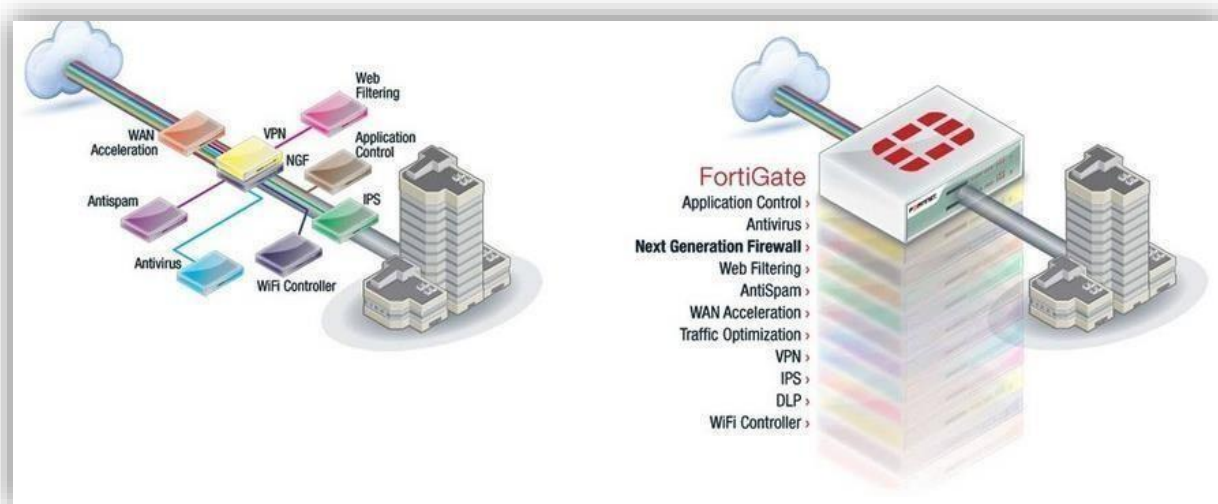 Web
Filtering
WAN
Acceleration
VPN
NGF
Application
Control
Antispam
IPS
Antivirus
WiFi Controller
FortiGate
Application Control ›
Antivirus ›
Next Generation Firewall ›
Web Filtering ›
AntiSpam ›
WAN Acceleration ›
Traffic Optimization ›
VPN ›
IPS ›
DLP ›
WiFi Controller ›
FORTINET